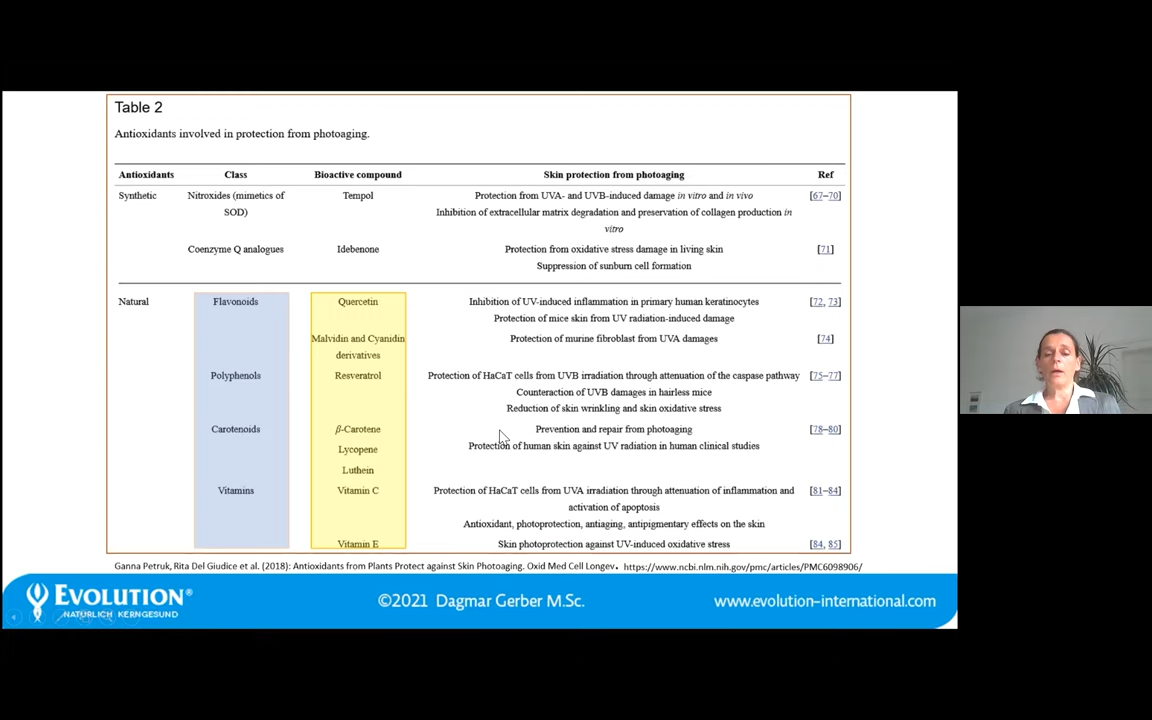 Table 2
Antioxidants involved in protection from photoaging.
Antioxidants Class Bioactive compound Skin protection from photoaging Ref
Synthetic Nitroxides (mimetics of SOD) Tempol Protection from UVA- and UVB-induced damage in vitro and in vivo [67–70]
Inhibition of extracellular matrix degradation and preservation of collagen production in
vitro
Coenzyme Q analogues Idebenone Protection from oxidative stress damage in living skin [71]
Suppression of sunburn cell formation
Natural Flavonoids Quercetin Inhibition of UV-induced inflammation in primary human keratinocytes [72, 73]
Protection of mice skin from UV radiation-induced damage
Malvidin and Cyanidin derivatives Protection of murine fibroblast from UVA damages [74]
Polyphenols Resveratrol Protection of HaCaT cells from UVB irradiation through attenuation of the caspase pathway [75–77]
Counteraction of UVB damages in hairless mice
Reduction of skin wrinkling and skin oxidative stress
Carotenoids β-Carotene Prevention and repair from photoaging [78–80]
Lycopene Protection of human skin against UV radiation in human clinical studies
Luthein
Vitamins Vitamin C Protection of HaCaT cells from UVA irradiation through attenuation of inflammation and [81–84]
activation of apoptosis
Antioxidant, photoprotection, antiaging, antipigmentary effects on the skin
Vitamin E Skin photoprotection against UV-induced oxidative stress [84, 85]
Ganna Petruk, Rita Del Giudice et al. (2018): Antioxidants from Plants Protect against Skin Photoaging. Oxid Med Cell Longev. https://www.ncbi.nlm.nih.gov/pmc/articles/PMC6098906/
EVOLUTION®
NATÜRLICH KERNGESUND
©2021 Dagmar Gerber M.Sc.
www.evolution-international.com